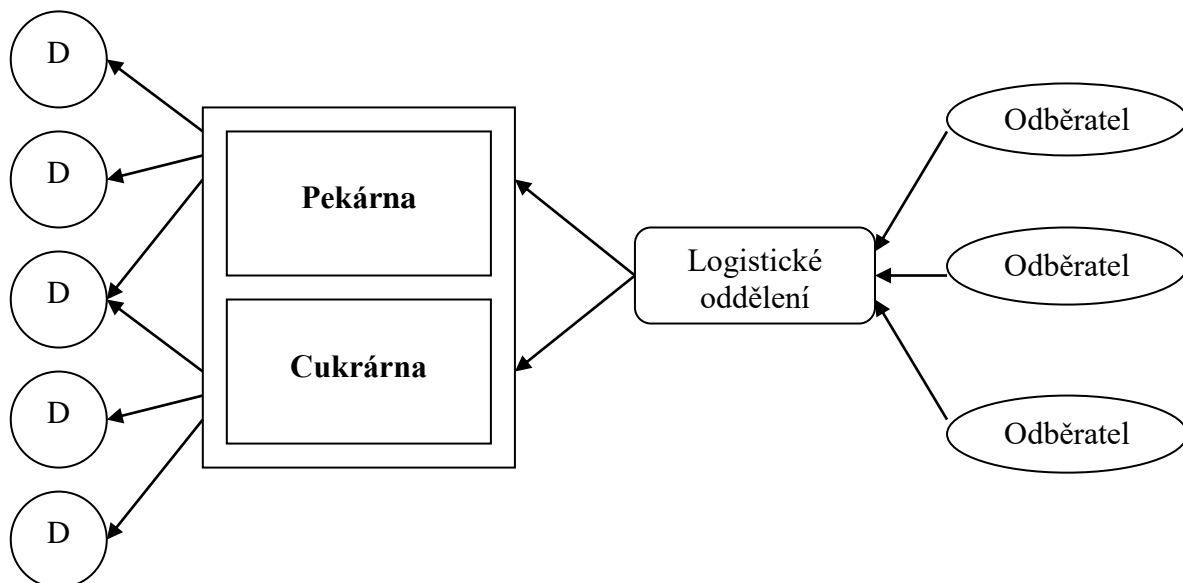 D
D
D
D
D
Pekárna
Cukrárna
Logistické
oddělení
Odběratel
Odběratel
Odběratel